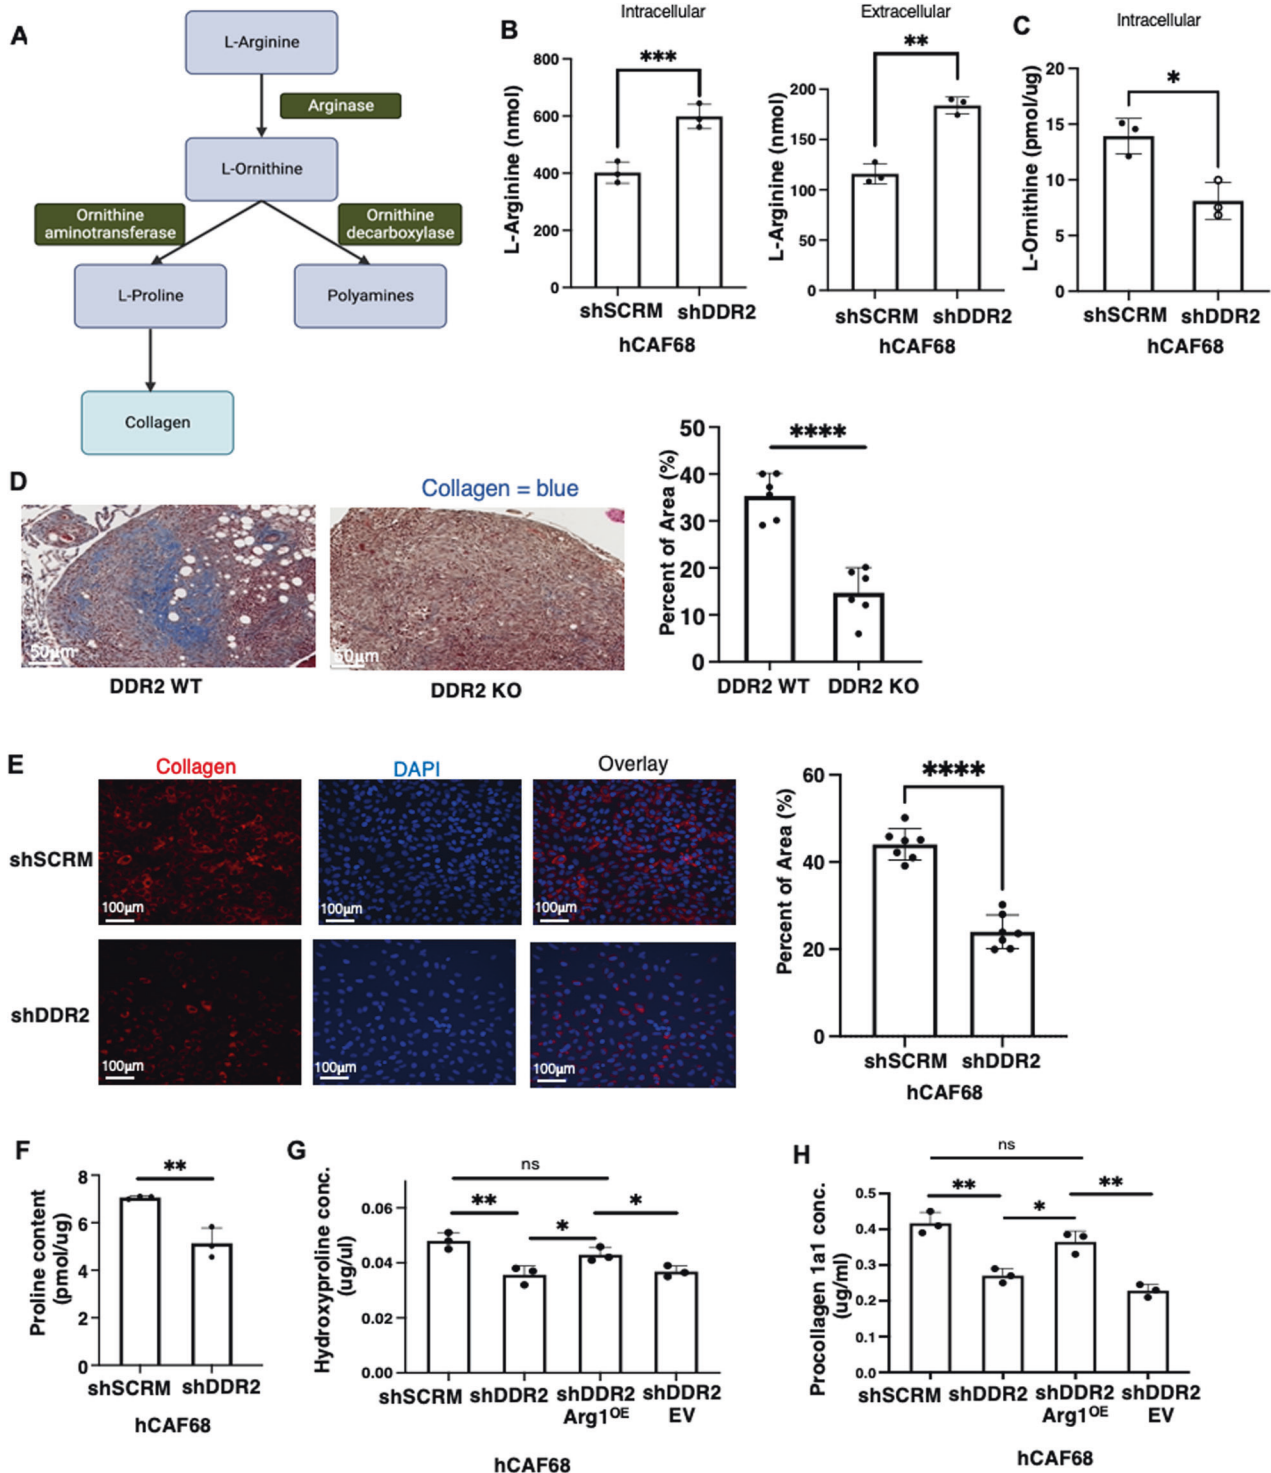 A
L-Arginine
Arginase
L-Ornithine
Ornithine
aminotransferase
Ornithine
decarboxylase
L-Proline
Polyamines
Collagen
B
Intracellular
***
L-Arginine (nmol)
800
600
400
200
0
shSCRM shDDR2
hCAF68
Extracellular
**
L-Arginine (nmol)
200
150
100
50
0
shSCRM shDDR2
hCAF68
C
Intracellular
*
L-Ornithine (pmol/ug)
20
15
10
5
0
shSCRM shDDR2
hCAF68
D
Collagen = blue
50μm
50μm
DDR2 WT
DDR2 KO
****
Percent of Area (%)
50
40
30
20
10
0
DDR2 WT DDR2 KO
E
Collagen
DAPI
Overlay
shSCRM
100μm
100μm
100μm
shDDR2
100μm
100μm
100μm
****
Percent of Area (%)
60
40
20
0
shSCRM shDDR2
hCAF68
F
**
Proline content
(pmol/ug)
8
6
4
2
0
shSCRM shDDR2
hCAF68
G
ns
** * *
Hydroxyproline conc.
(ug/ul)
0.06
0.04
0.02
0.00
shSCRM shDDR2 shDDR2 shDDR2
Arg1OE EV
hCAF68
H
ns
** * **
Procollagen 1a1 conc.
(ug/ml)
0.5
0.4
0.3
0.2
0.1
0.0
shSCRM shDDR2 shDDR2 shDDR2
Arg1OE EV
hCAF68